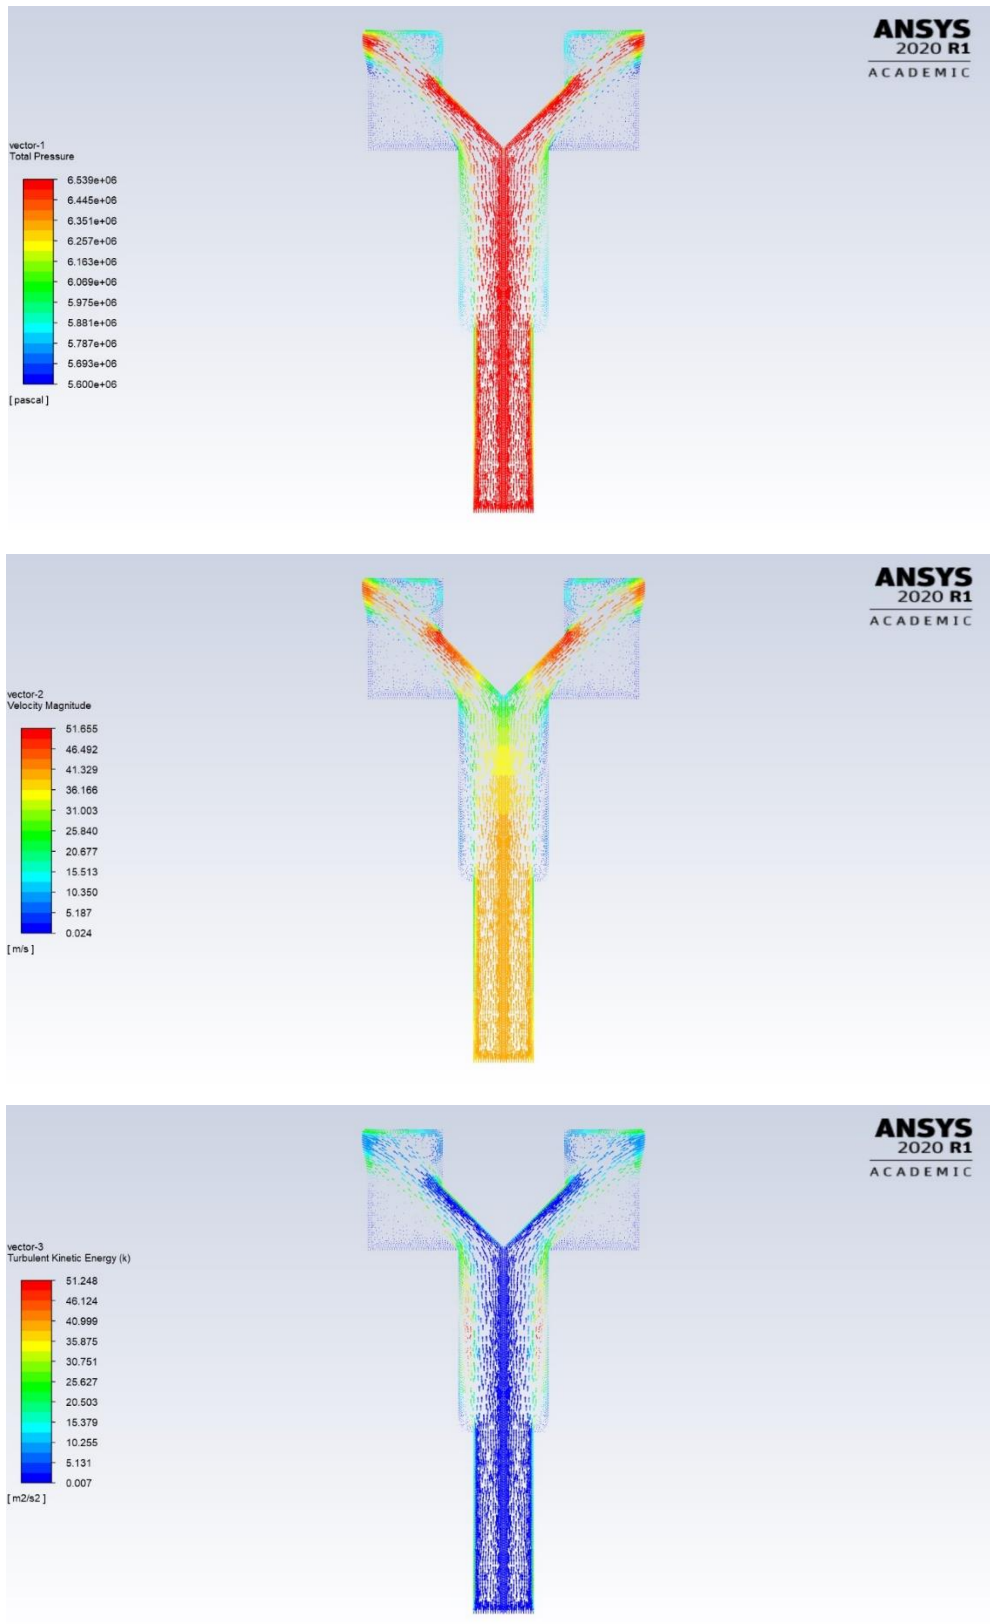 ANSYS
2020 R1
ACADEMIC
vector-1
Total Pressure
6.539e+06
6.445e+06
6.351e+06
6.257e+06
6.163e+06
6.069e+06
5.975e+06
5.881e+06
5.787e+06
5.693e+06
5.600e+06
[ pascal ]
ANSYS
2020 R1
ACADEMIC
vector-2
Velocity Magnitude
51.655
46.492
41.329
36.166
31.003
25.840
20.677
15.513
10.350
5.187
0.024
[ m/s ]
ANSYS
2020 R1
ACADEMIC
vector-3
Turbulent Kinetic Energy (k)
51.248
46.124
40.999
35.875
30.751
25.627
20.503
15.379
10.255
5.131
0.007
[ m2/s2 ]